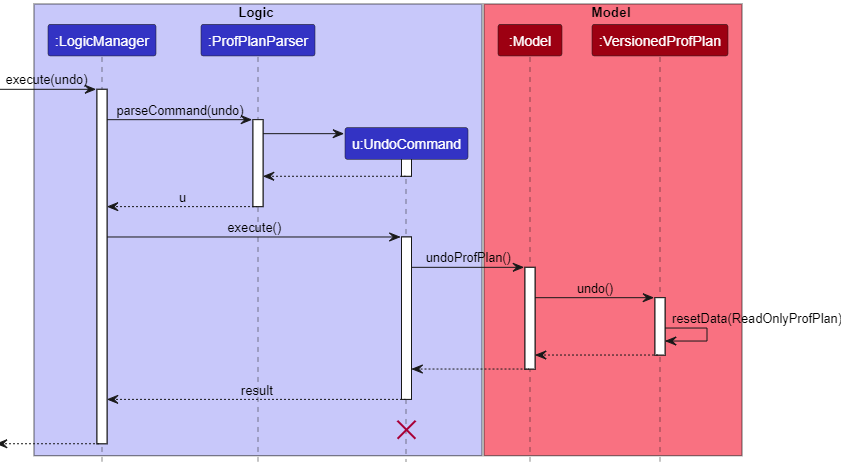 Logic
Model
:LogicManager
:ProfPlanParser
:Model
:VersionedProfPlan
execute(undo)
parseCommand(undo)
u:UndoCommand
u
execute()
undoProfPlan()
undo()
resetData(ReadOnlyProfPlan)
result